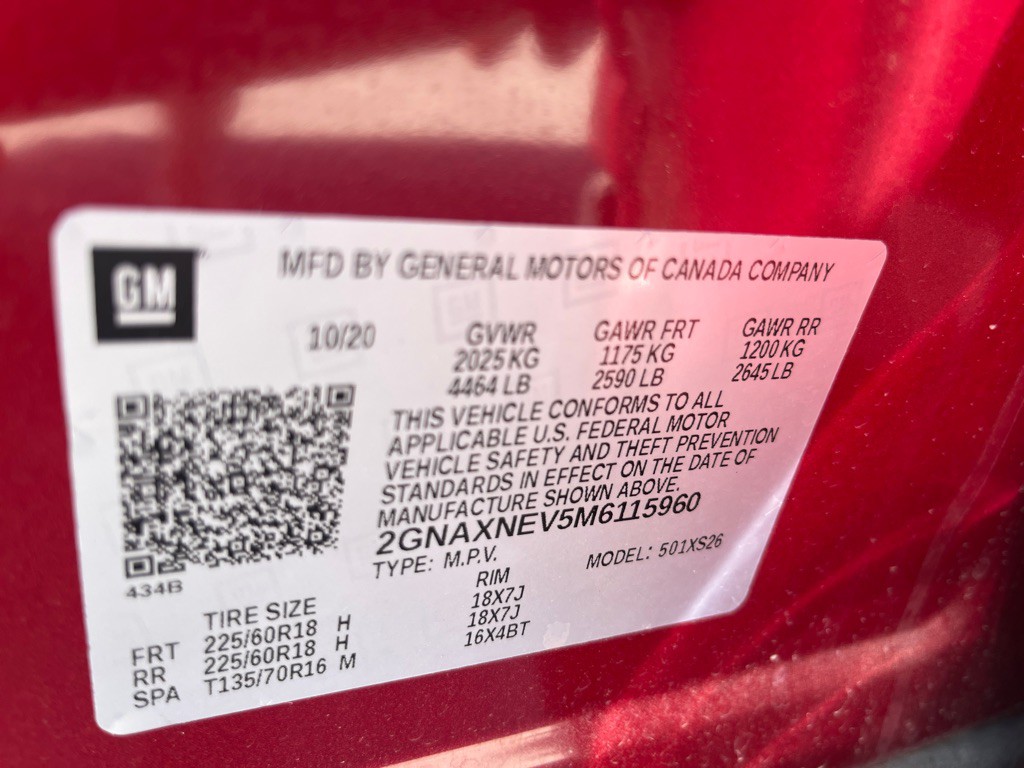 GM
MFD BY GENERAL MOTORS OF CANADA COMPANY
10/20 GVWR GAWR FRT GAWR RR
2025 KG 1175 KG 1200 KG
4464 LB 2590 LB 2645 LB
THIS VEHICLE CONFORMS TO ALL
APPLICABLE U.S. FEDERAL MOTOR
VEHICLE SAFETY AND THEFT PREVENTION
STANDARDS IN EFFECT ON THE DATE OF
MANUFACTURE SHOWN ABOVE.
2GNAXNEV5M6115960
TYPE: M.P.V. MODEL: 501XS26
434B
TIRE SIZE RIM
FRT 225/60R18 H 18X7J
RR 225/60R18 H 18X7J
SPA T135/70R16 M 16X4BT